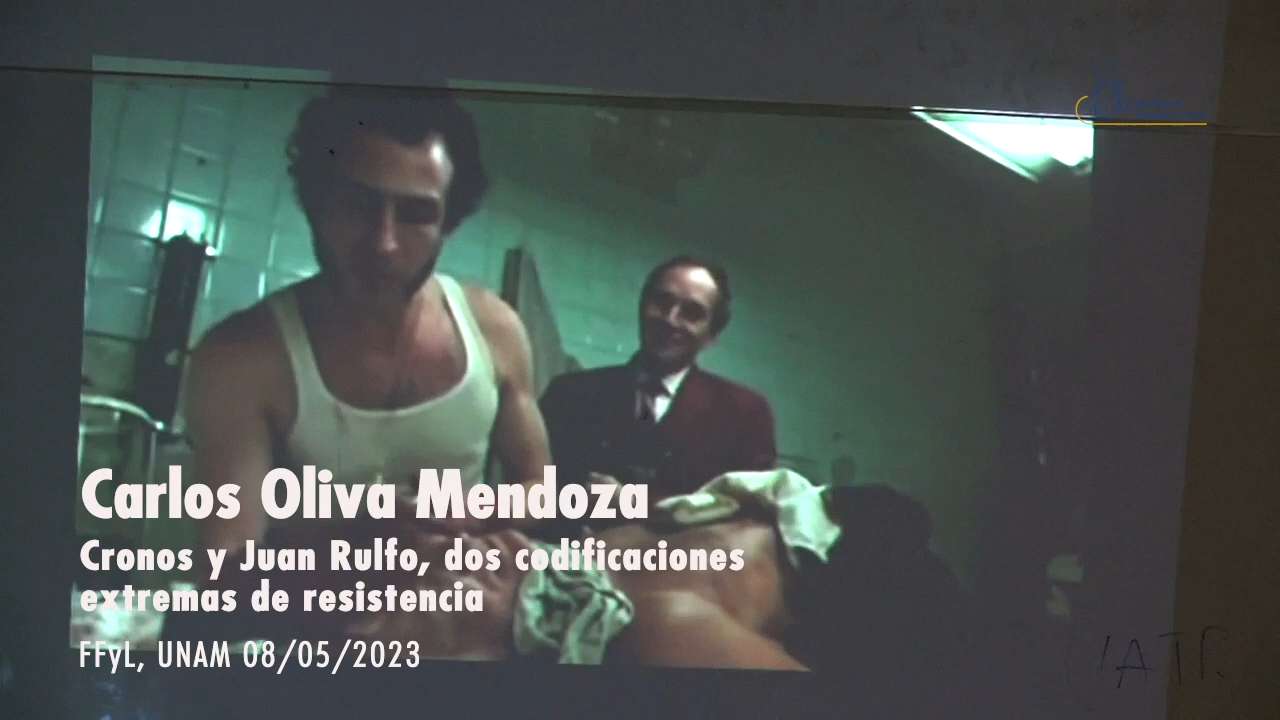 Carlos Oliva Mendoza
Cronos y Juan Rulfo, dos codificaciones
extremas de resistencia
FFyL, UNAM 08/05/2023